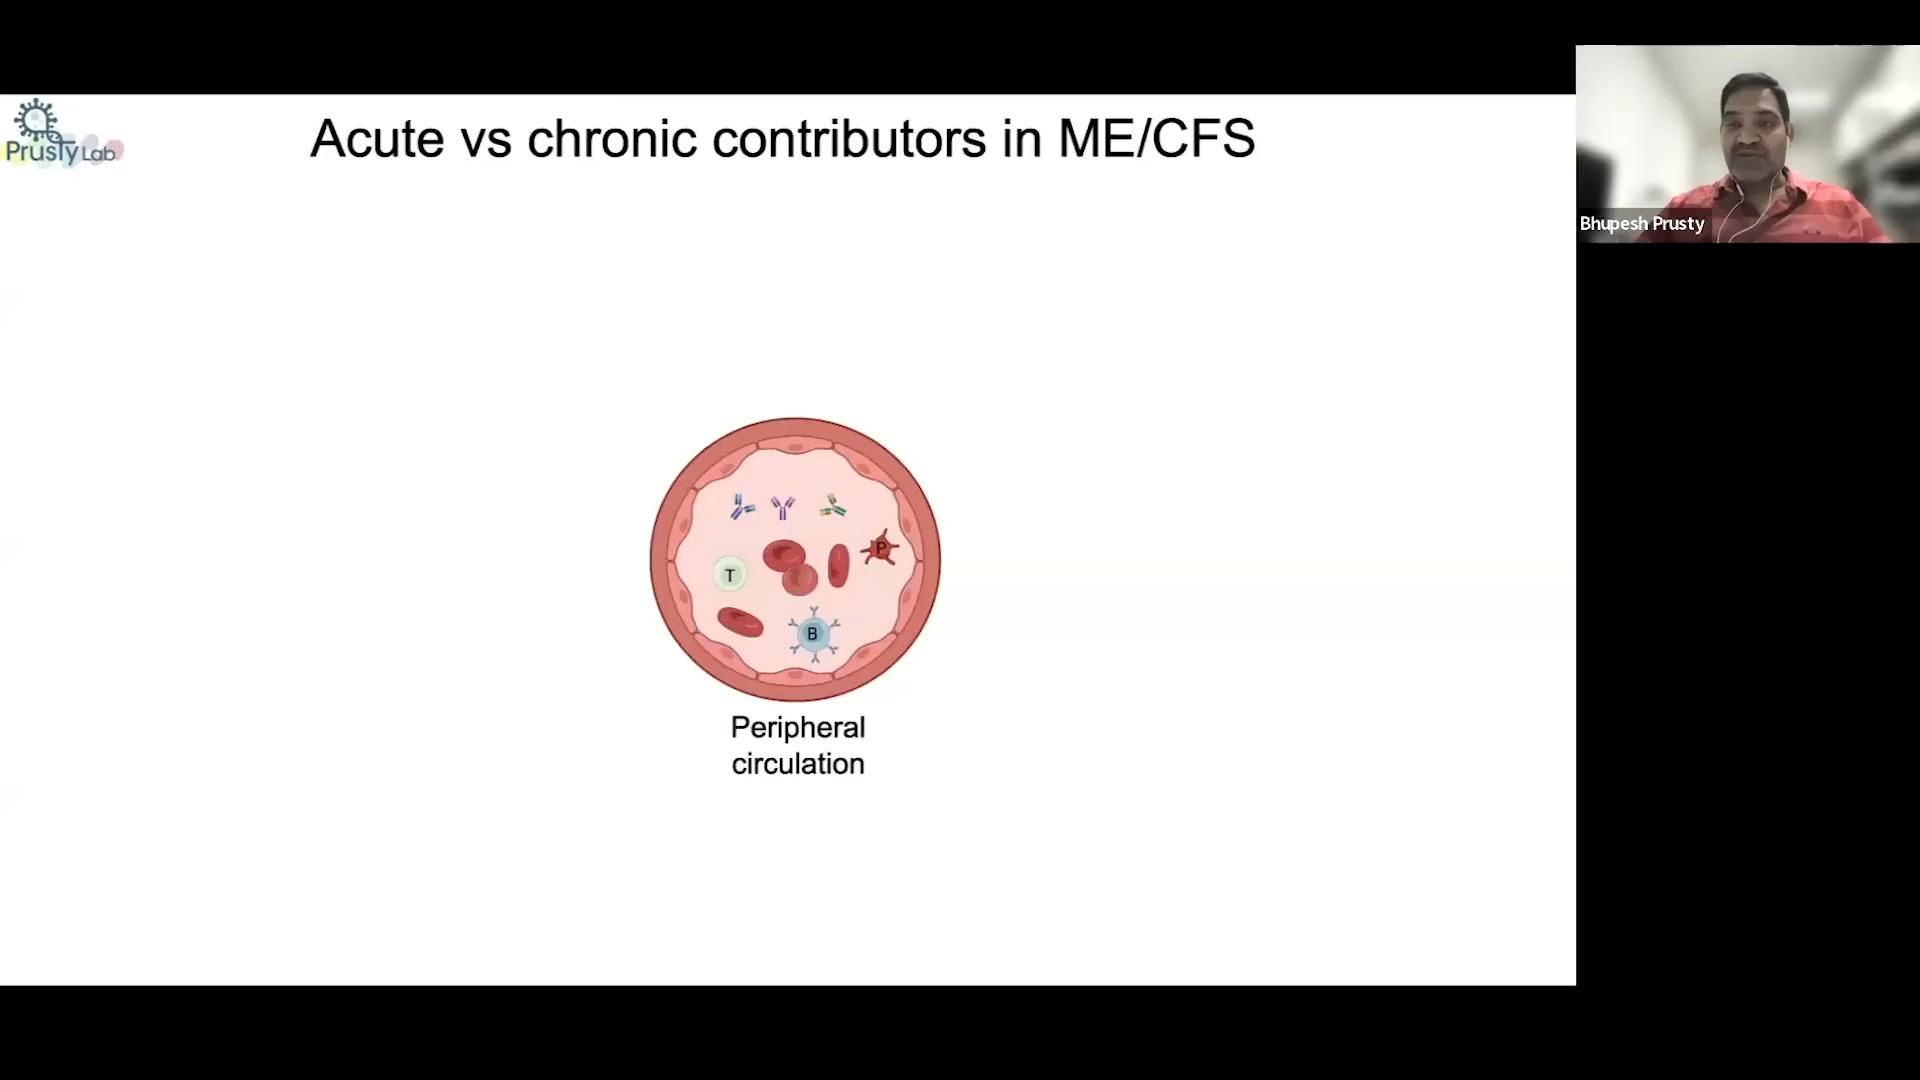 Prusty Lab
Acute vs chronic contributors in ME/CFS
Bhupesh Prusty
P
T
B
Peripheral
circulation